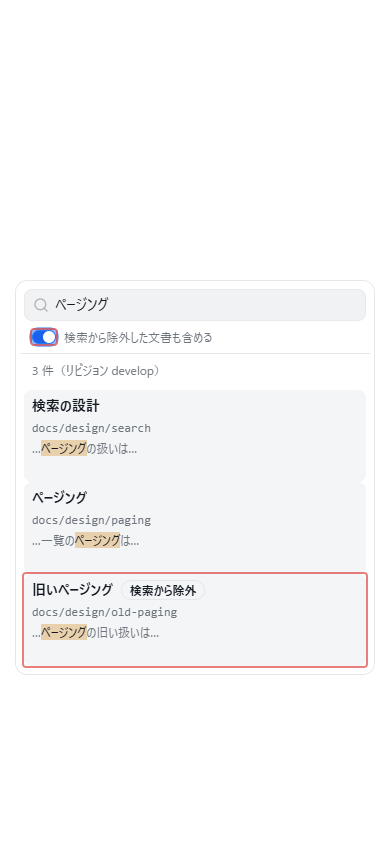 ページング
検索から除外した文書も含める
3 件（リビジョン develop）
検索の設計
docs/design/search
…ページングの扱いは…
ページング
docs/design/paging
…一覧のページングは…
旧いページング 検索から除外
docs/design/old-paging
…ページングの旧い扱いは…